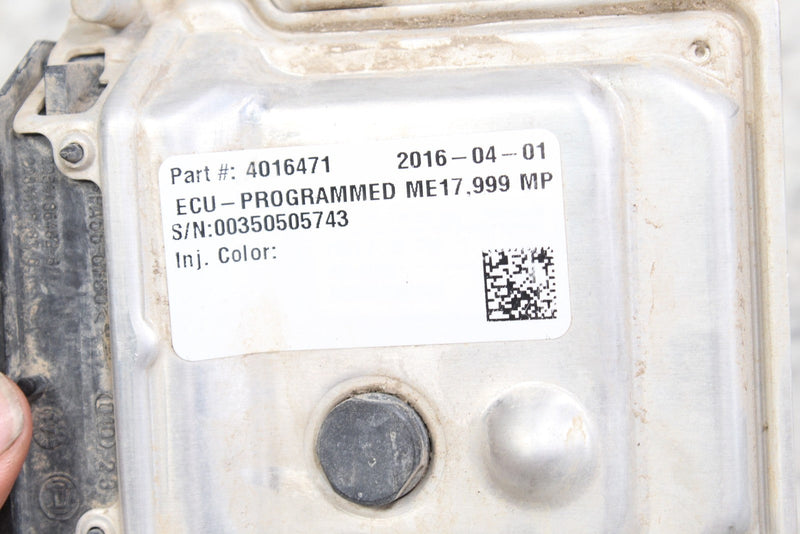 Part #: 4016471 2016-04-01
ECU-PROGRAMMED ME17,999 MP
S/N:00350505743
Inj. Color: